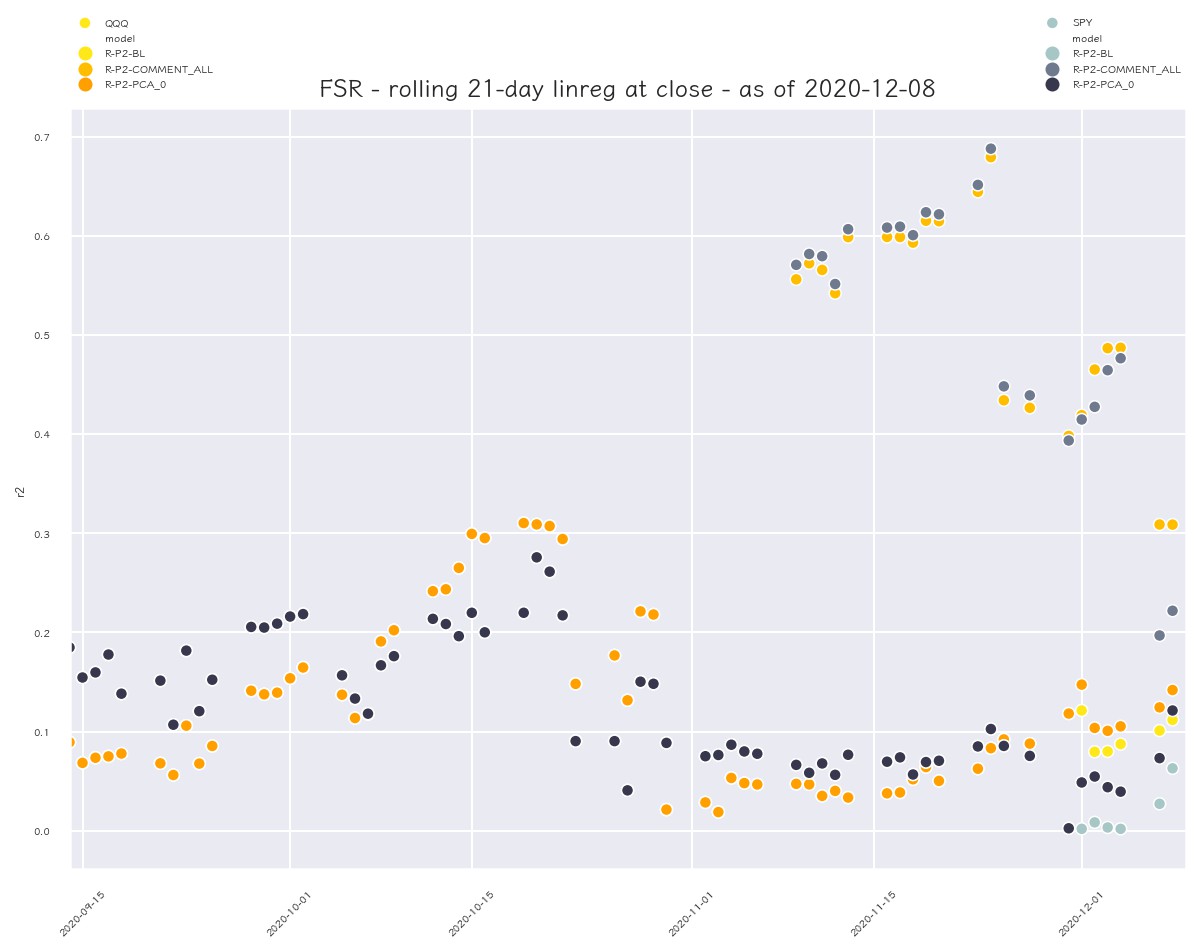 QQQ
model
R-P2-BL
R-P2-COMMENT_ALL
R-P2-PCA_0
SPY
model
R-P2-BL
R-P2-COMMENT_ALL
R-P2-PCA_0
FSR - rolling 21-day linreg at close - as of 2020-12-08
0.7
0.6
0.5
0.4
0.3
0.2
0.1
0.0
r2
2020-09-15
2020-10-01
2020-10-15
2020-11-01
2020-11-15
2020-12-01